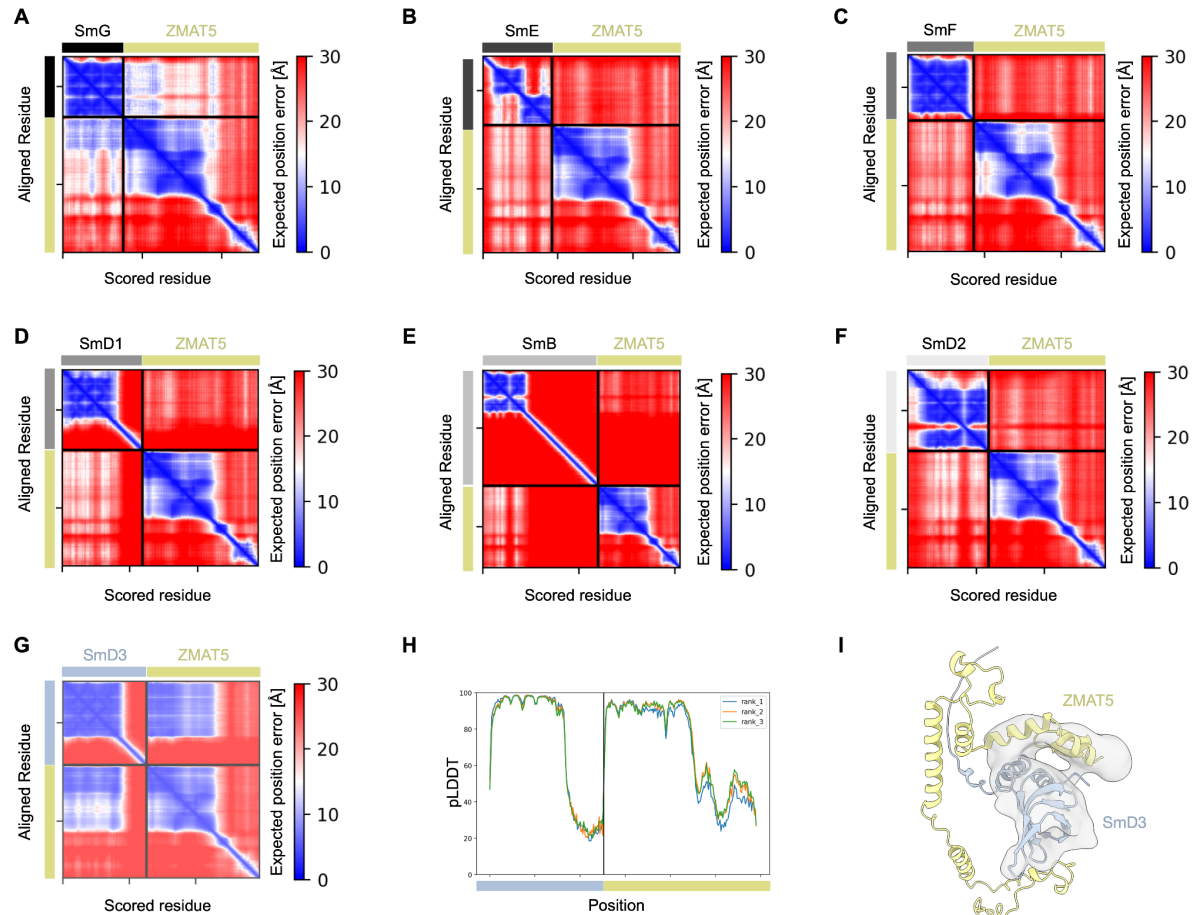 A
SmG
ZMAT5
Aligned Residue
Scored residue
30
20
10
0
Expected position error [Å]
B
SmE
ZMAT5
Aligned Residue
Scored residue
30
20
10
0
Expected position error [Å]
C
SmF
ZMAT5
Aligned Residue
Scored residue
30
20
10
0
Expected position error [Å]
D
SmD1
ZMAT5
Aligned Residue
Scored residue
30
20
10
0
Expected position error [Å]
E
SmB
ZMAT5
Aligned Residue
Scored residue
30
20
10
0
Expected position error [Å]
F
SmD2
ZMAT5
Aligned Residue
Scored residue
30
20
10
0
Expected position error [Å]
G
SmD3
ZMAT5
Aligned Residue
Scored residue
30
20
10
0
Expected position error [Å]
H
pLDDT
100
80
60
40
20
0
rank_1
rank_2
rank_3
Position
I
ZMAT5
SmD3